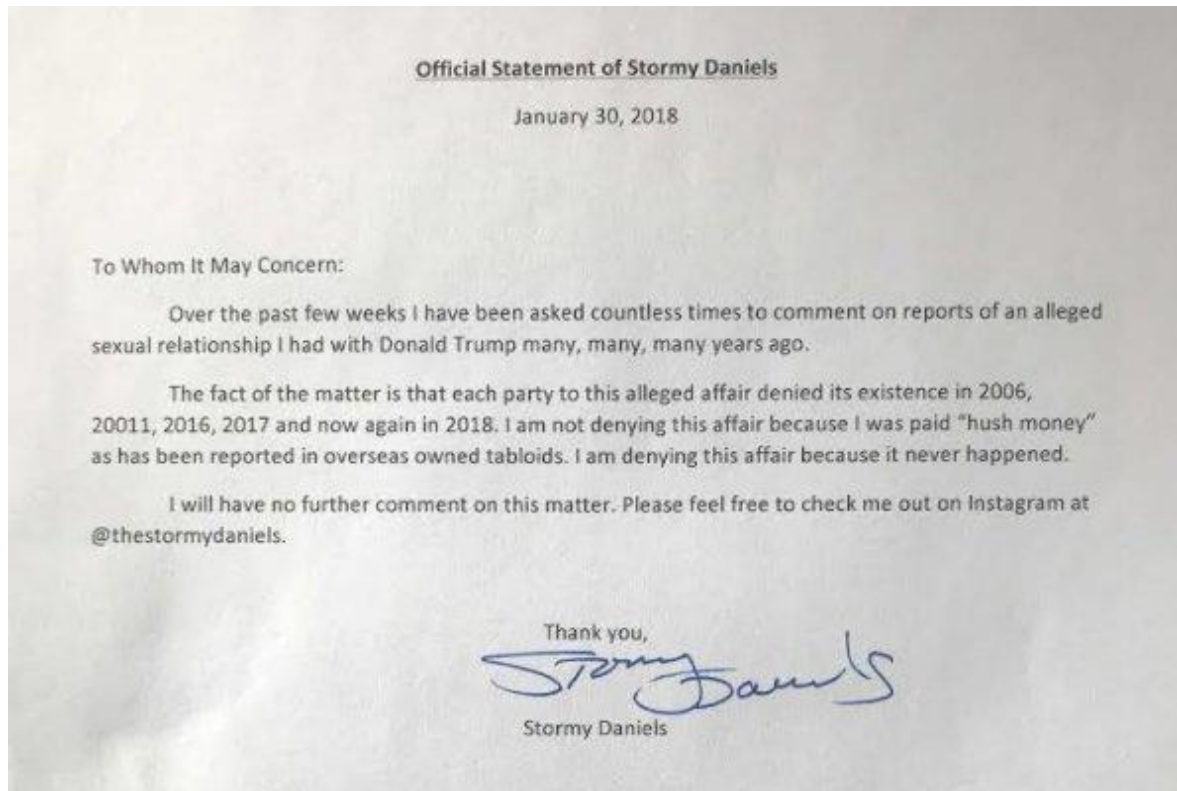 Official Statement of Stormy Daniels
January 30, 2018
To Whom It May Concern:
Over the past few weeks I have been asked countless times to comment on reports of an alleged
sexual relationship I had with Donald Trump many, many, many years ago.
The fact of the matter is that each party to this alleged affair denied its existence in 2006,
20011, 2016, 2017 and now again in 2018. I am not denying this affair because I was paid “hush money”
as has been reported in overseas owned tabloids. I am denying this affair because it never happened.
I will have no further comment on this matter. Please feel free to check me out on Instagram at
@thestormydaniels.
Thank you,
Stormy Daniels
Stormy Daniels